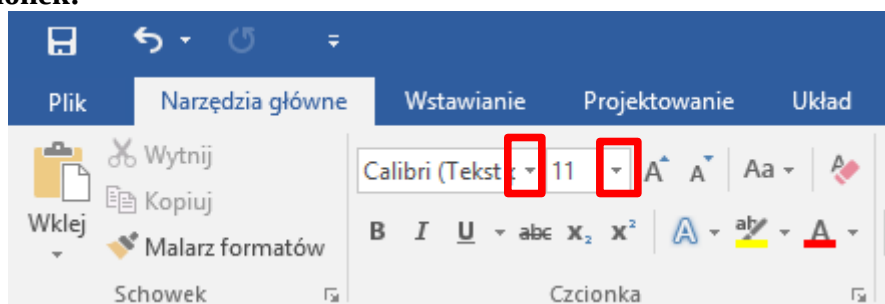 Plik Narzędzia główne Wstawianie Projektowanie Układ
Wytnij
Kopiuj
Wklej
Malarz formatów
Schowek
Calibri (Tekst 11 A A Aa
B I U abc X₂ X² A ab A
Czcionka